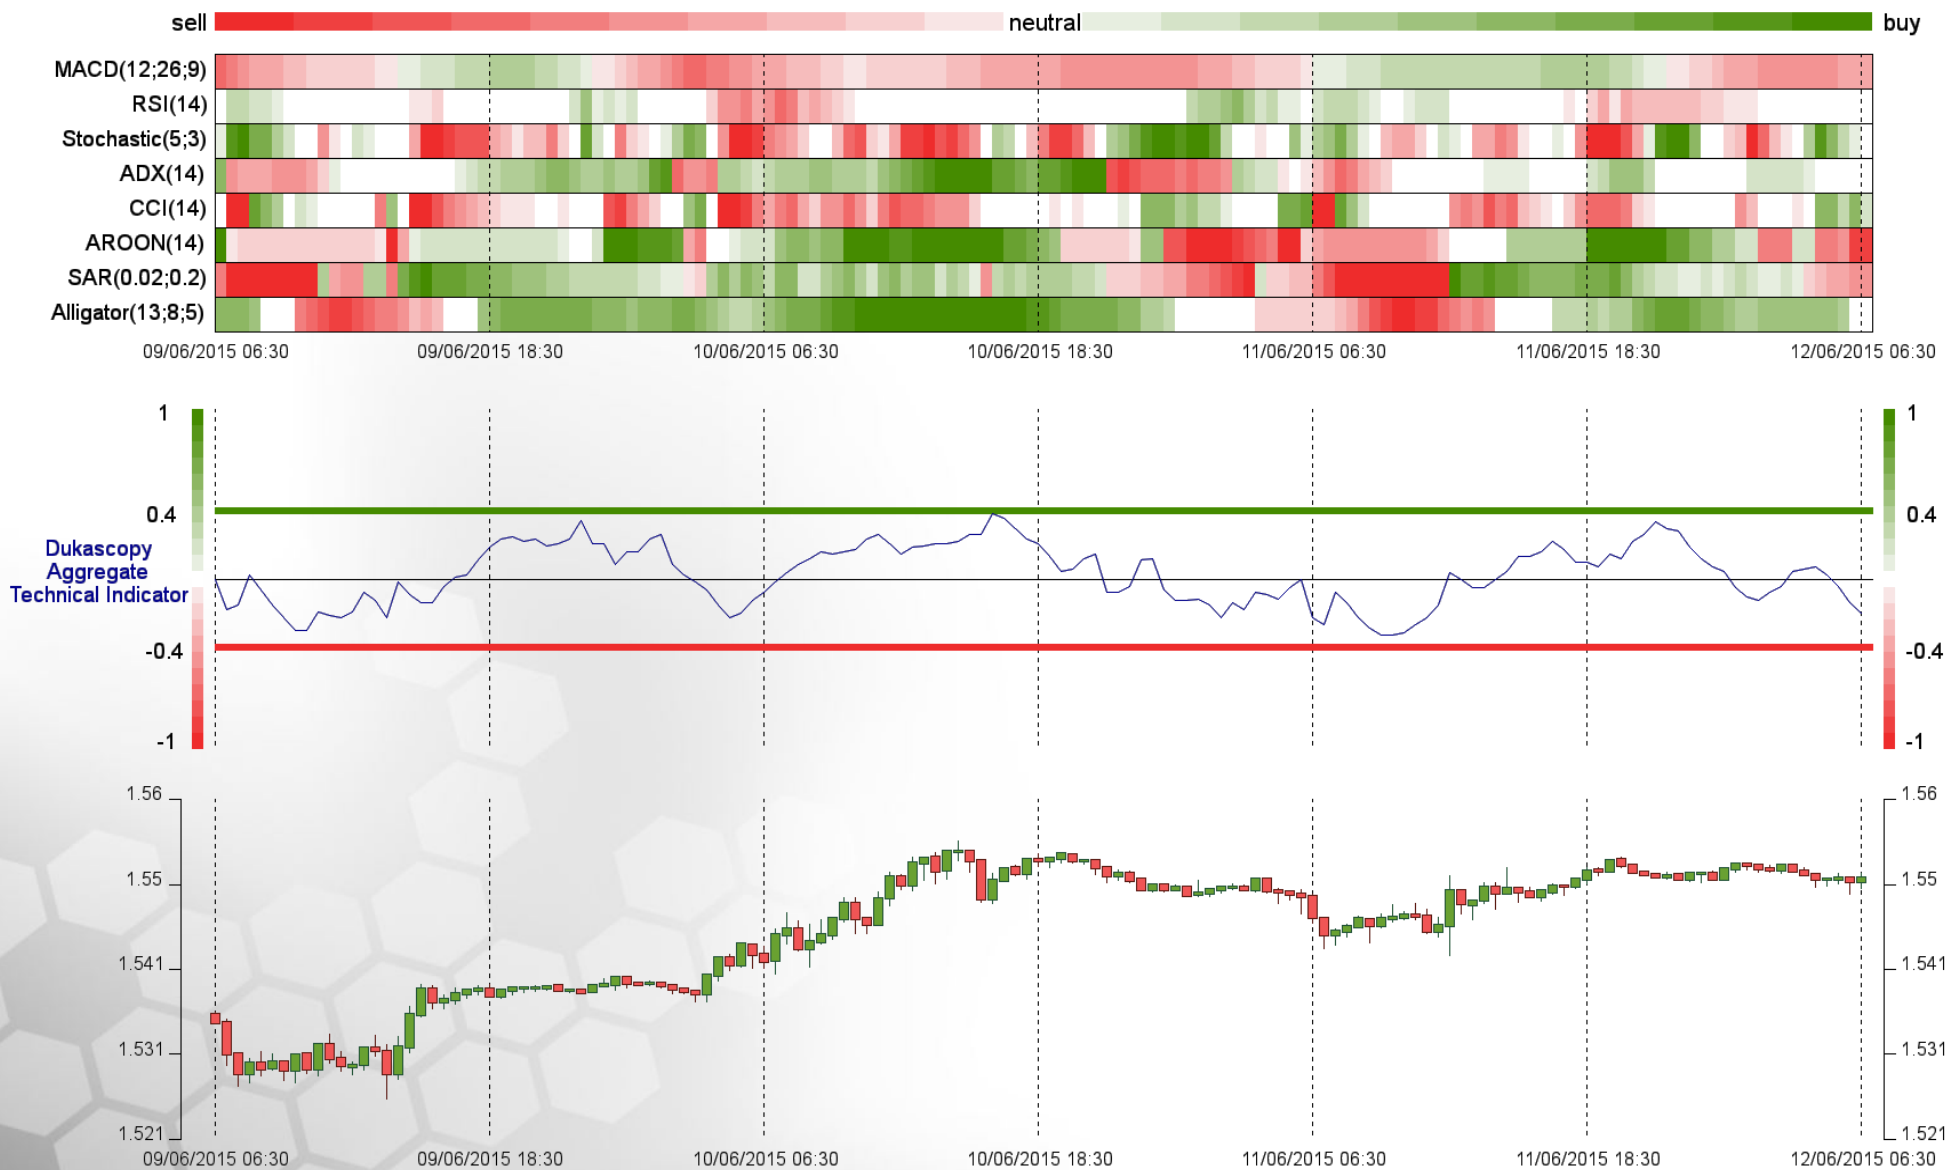 sell neutral buy
MACD(12;26;9)
RSI(14)
Stochastic(5;3)
ADX(14)
CCI(14)
AROON(14)
SAR(0.02;0.2)
Alligator(13;8;5)
09/06/2015 06:30 09/06/2015 18:30 10/06/2015 06:30 10/06/2015 18:30 11/06/2015 06:30 11/06/2015 18:30 12/06/2015 06:30
1 1
0.4 0.4
Dukascopy
Aggregate
Technical Indicator
-0.4 -0.4
-1 -1
1.56 1.56
1.55 1.55
1.541 1.541
1.531 1.531
1.521 1.521
09/06/2015 06:30 09/06/2015 18:30 10/06/2015 06:30 10/06/2015 18:30 11/06/2015 06:30 11/06/2015 18:30 12/06/2015 06:30